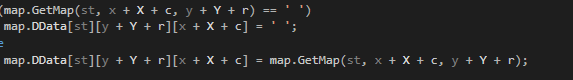 (map.GetMap(st, x + X + c, y + Y + r) == ' ')
map.DData[st][y + Y + r][x + X + c] = ' ';
e
map.DData[st][y + Y + r][x + X + c] = map.GetMap(st, x + X + c, y + Y + r);